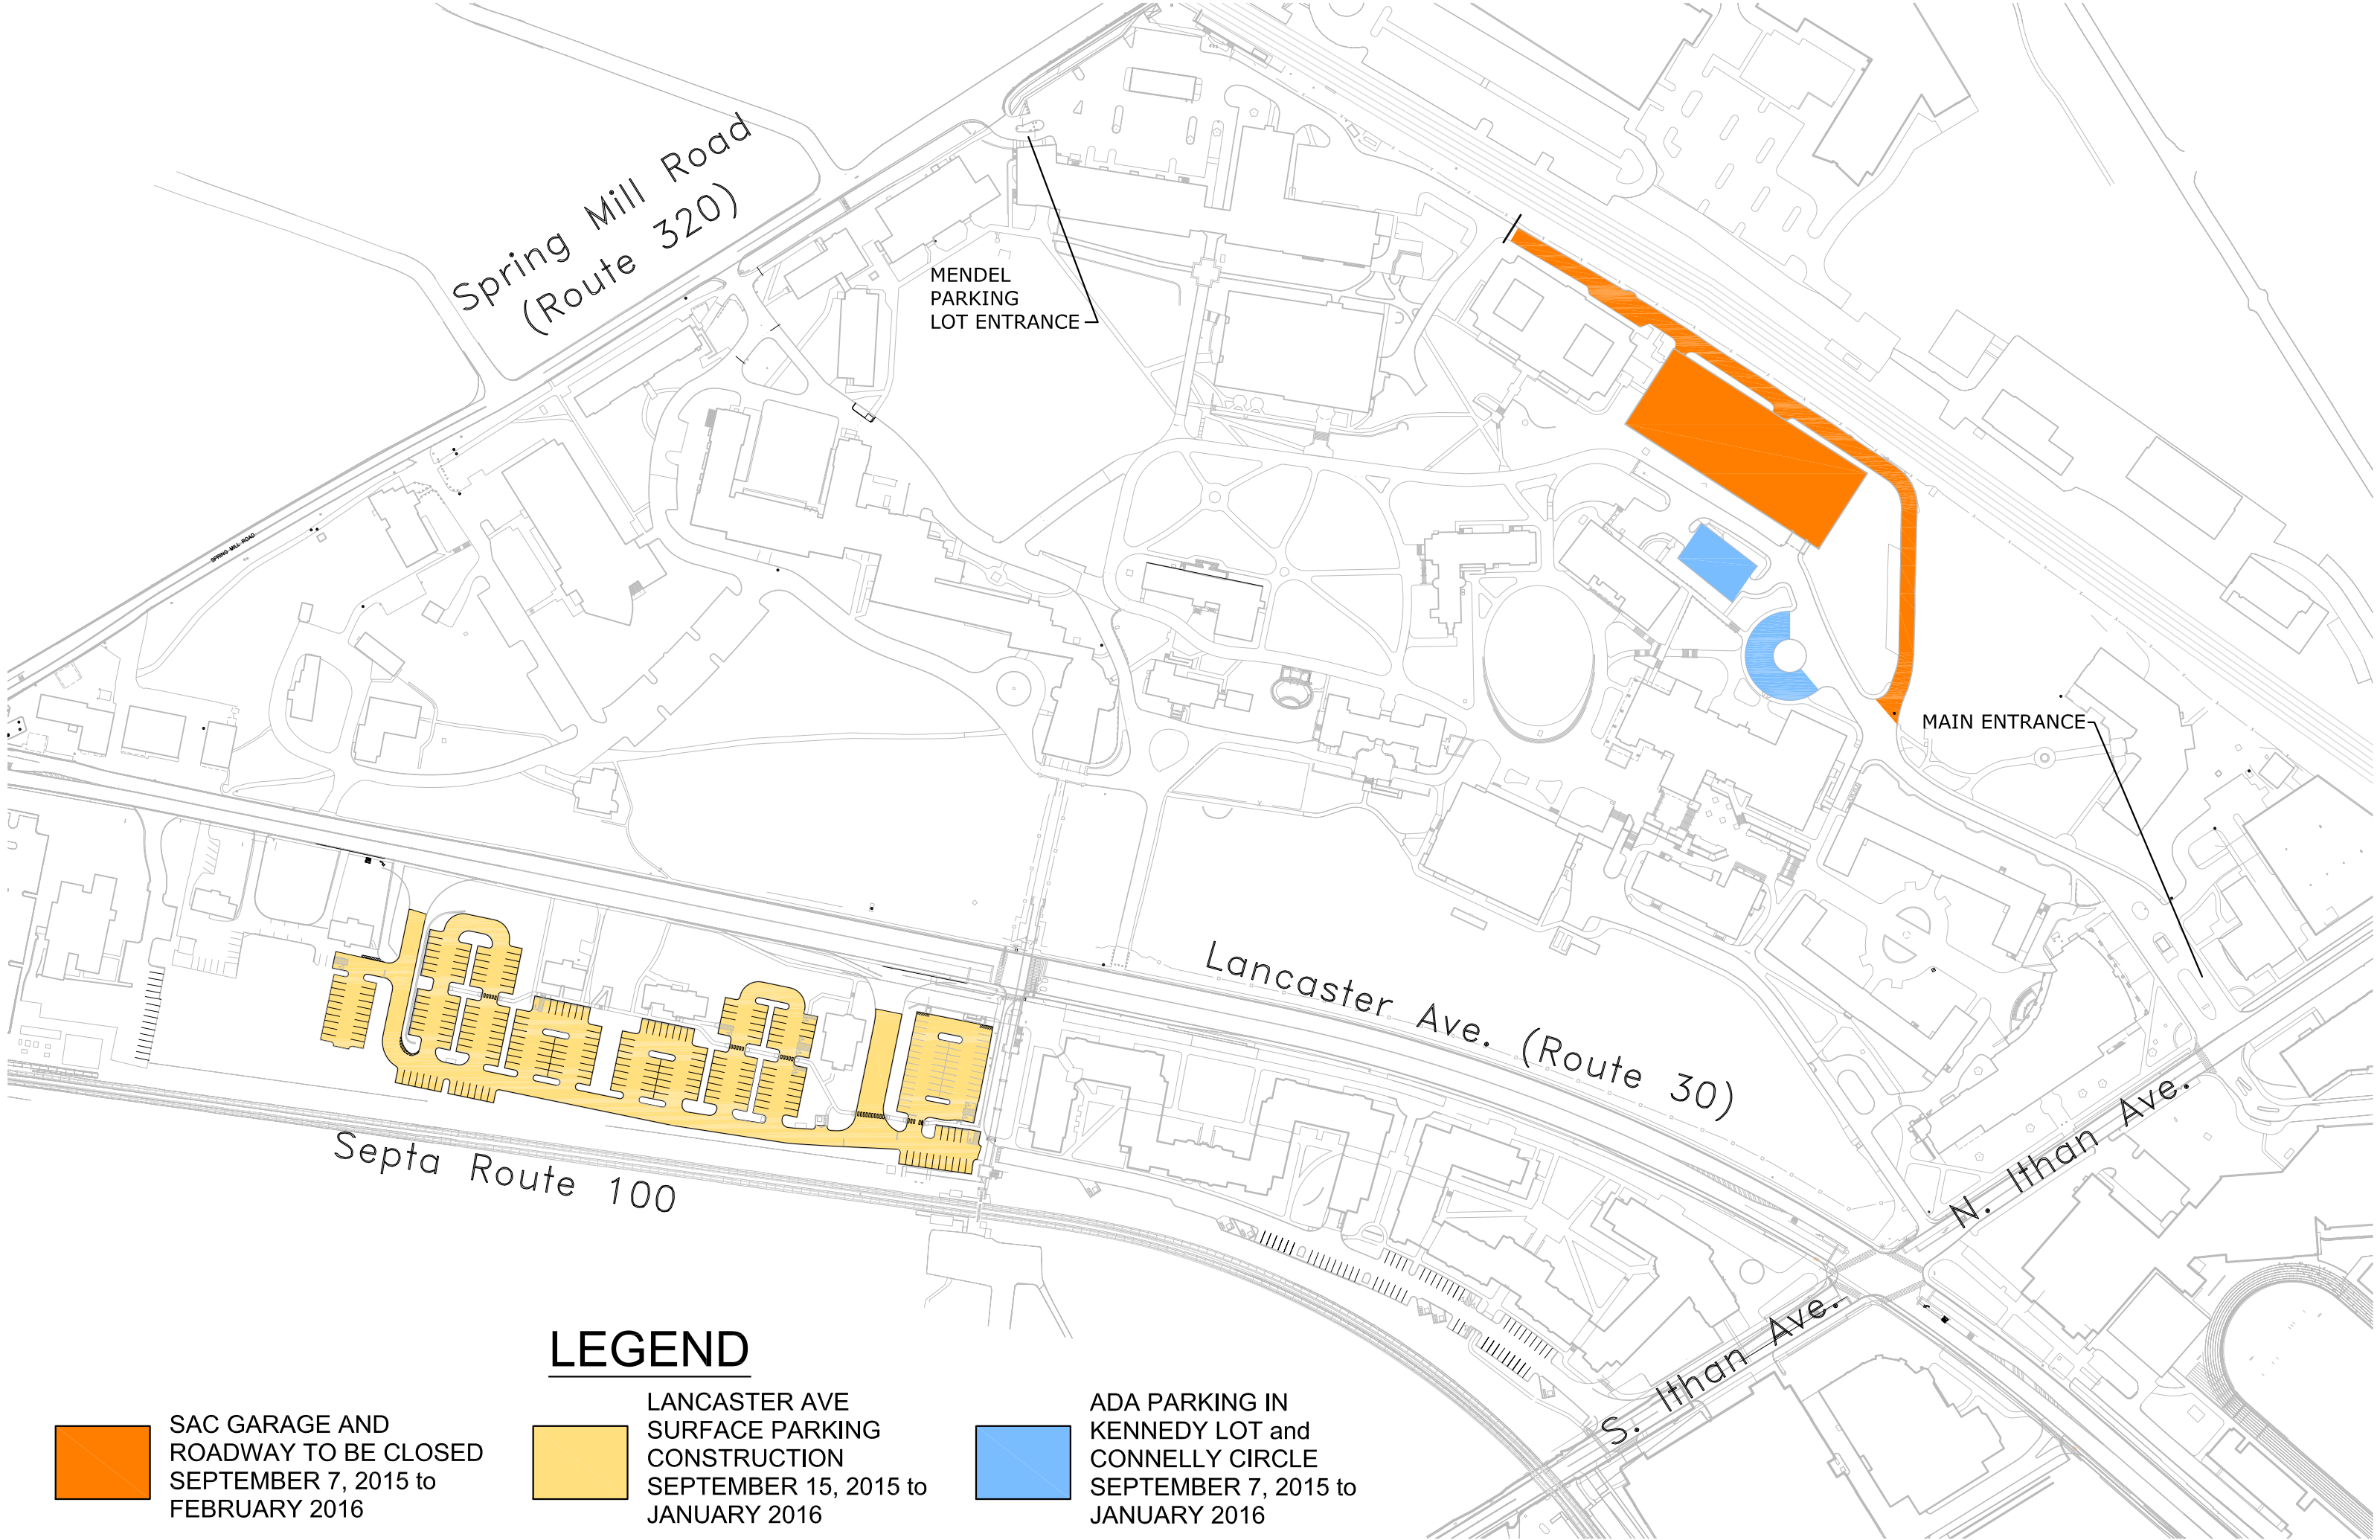 Spring Mill Road
(Route 320)
MENDEL
PARKING
LOT ENTRANCE
SPRING MILL ROAD
MAIN ENTRANCE
Lancaster Ave. (Route 30)
N. Ithan Ave.
Septa Route 100
S. Ithan Ave.
LEGEND
SAC GARAGE AND
ROADWAY TO BE CLOSED
SEPTEMBER 7, 2015 to
FEBRUARY 2016
LANCASTER AVE
SURFACE PARKING
CONSTRUCTION
SEPTEMBER 15, 2015 to
JANUARY 2016
ADA PARKING IN
KENNEDY LOT and
CONNELLY CIRCLE
SEPTEMBER 7, 2015 to
JANUARY 2016